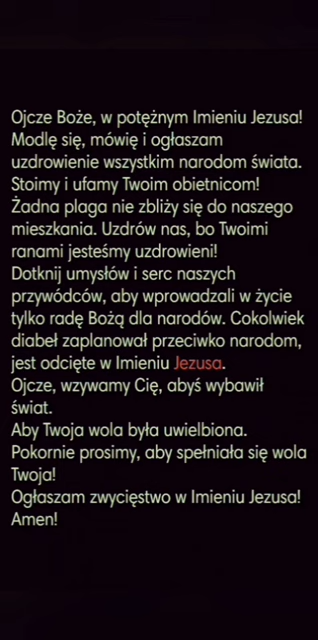 Ojcze Boże, w potężnym Imieniu Jezusa!
Modlę się, mówię i ogłaszam
uzdrowienie wszystkim narodom świata.
Stoimy i ufamy Twoim obietnicom!
Żadna plaga nie zbliży się do naszego
mieszkania. Uzdrów nas, bo Twoimi
ranami jesteśmy uzdrowieni!
Dotknij umysłów i serc naszych
przywódców, aby wprowadzali w życie
tylko radę Bożą dla narodów. Cokolwiek
diabeł zaplanował przeciwko narodom,
jest odcięte w Imieniu Jezusa.
Ojcze, wzywamy Cię, abyś wybawił
świat.
Aby Twoja wola była uwielbiona.
Pokornie prosimy, aby spełniała się wola
Twoja!
Ogłaszam zwycięstwo w Imieniu Jezusa!
Amen!